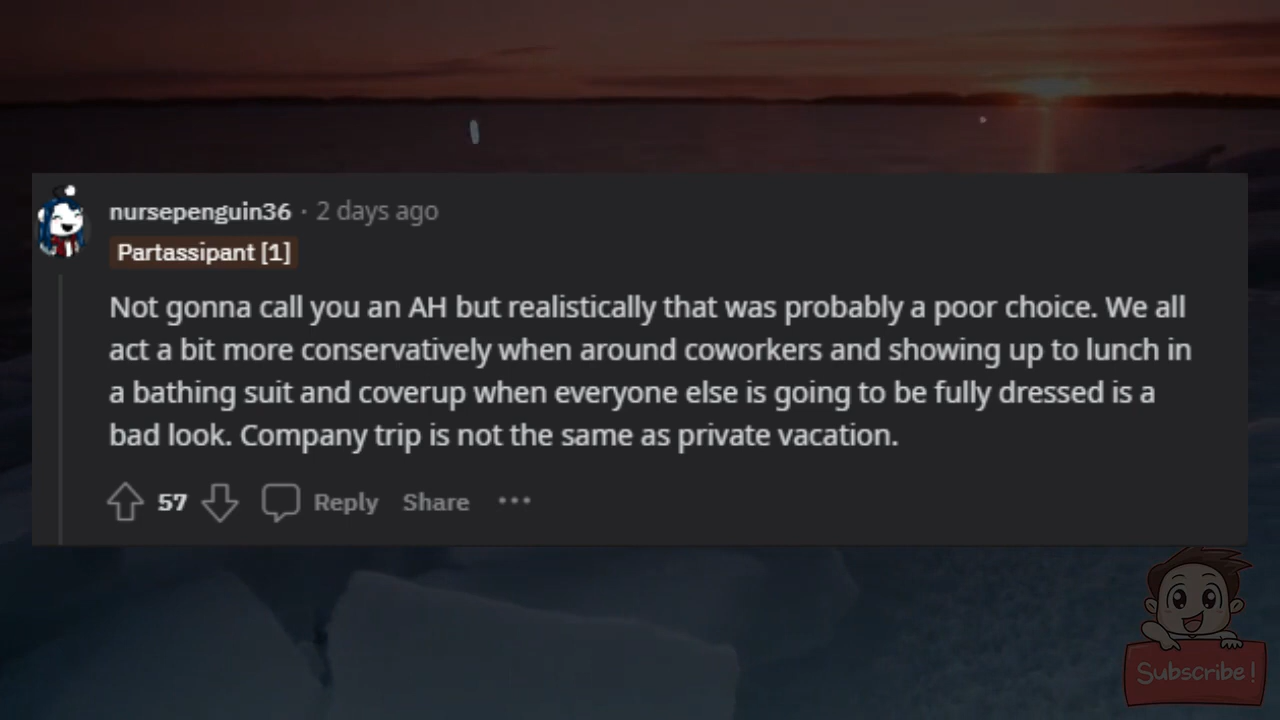 nursepenguin36 · 2 days ago
Partassipant [1]
Not gonna call you an AH but realistically that was probably a poor choice. We all
act a bit more conservatively when around coworkers and showing up to lunch in
a bathing suit and coverup when everyone else is going to be fully dressed is a
bad look. Company trip is not the same as private vacation.
57 Reply Share ···
Subscribe!